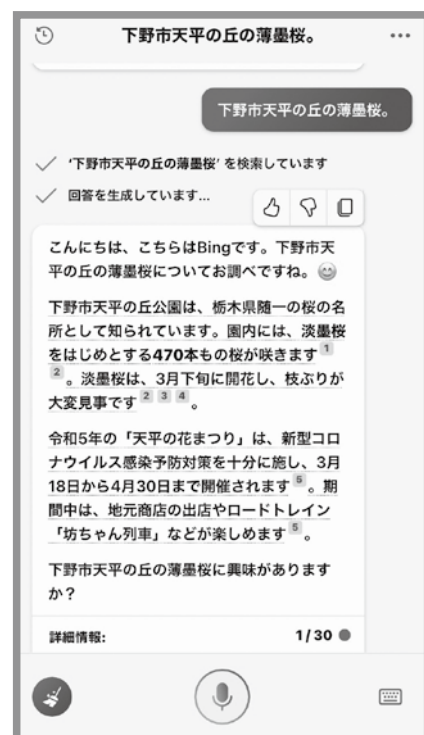 下野市天平の丘の薄墨桜。
下野市天平の丘の薄墨桜。
'下野市天平の丘の薄墨桜' を検索しています
回答を生成しています...
こんにちは、こちらはBingです。下野市天
平の丘の薄墨桜についてお調べですね。😊
下野市天平の丘公園は、栃木県随一の桜の名
所として知られています。園内には、淡墨桜
をはじめとする470本もの桜が咲きます 1
2 。淡墨桜は、3月下旬に開花し、枝ぶりが
大変見事です 2 3 4 。
令和5年の「天平の花まつり」は、新型コロ
ナウイルス感染予防対策を十分に施し、3月
18日から4月30日まで開催されます 5 。期
間中は、地元商店の出店やロードトレイン
「坊ちゃん列車」などが楽しめます 5 。
下野市天平の丘の薄墨桜に興味があります
か？
詳細情報: 1/30